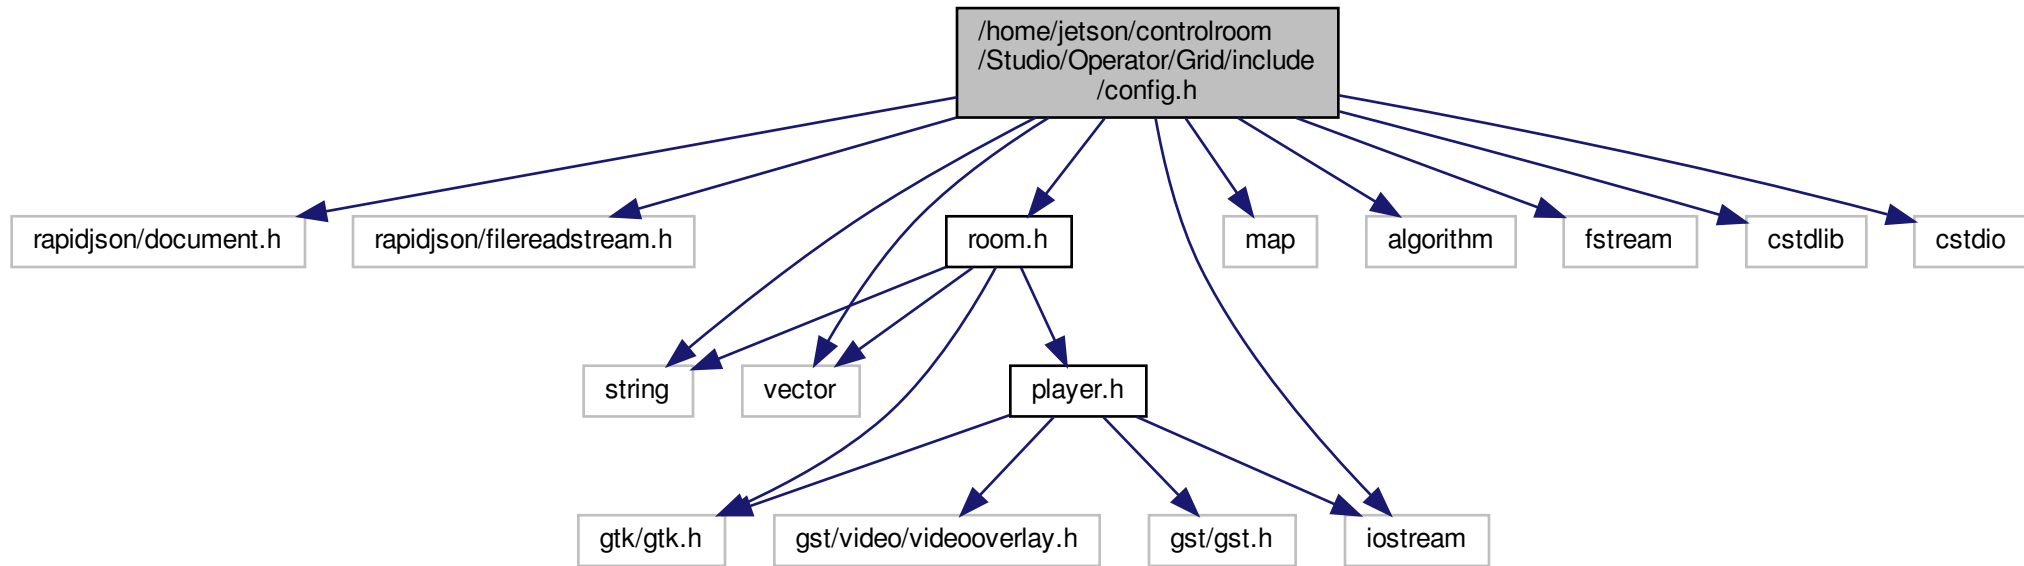 /home/jetson/controlroom
/Studio/Operator/Grid/include
/config.h
rapidjson/document.h
rapidjson/filereadstream.h
room.h
map
algorithm
fstream
cstdlib
cstdio
string
vector
player.h
gtk/gtk.h
gst/video/videooverlay.h
gst/gst.h
iostream